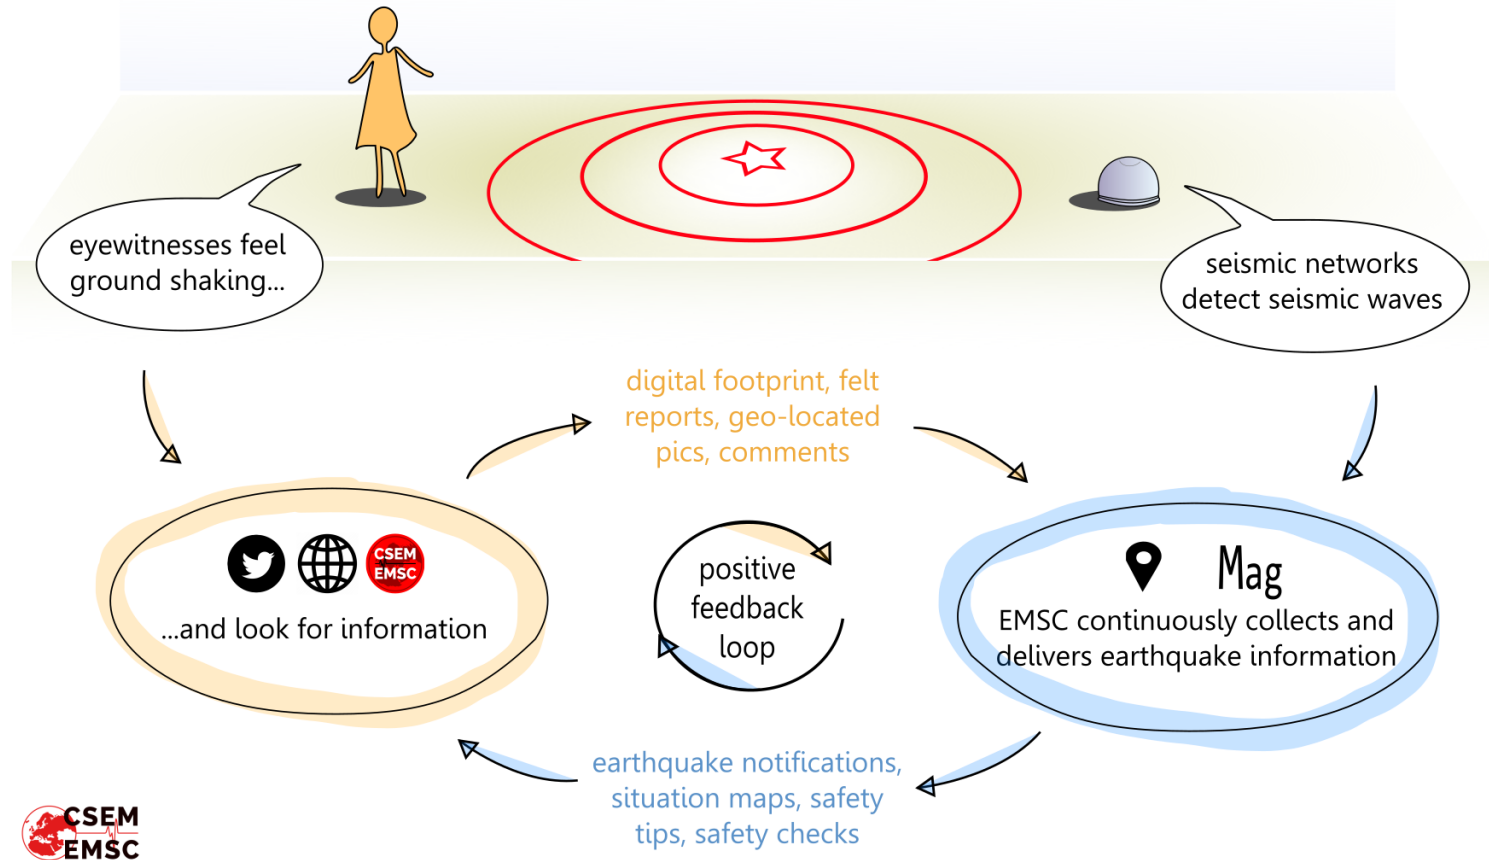 eyewitnesses feel
ground shaking...
seismic networks
detect seismic waves
digital footprint, felt
reports, geo-located
pics, comments
CSEM
EMSC
...and look for information
positive
feedback
loop
Mag
EMSC continuously collects and
delivers earthquake information
earthquake notifications,
situation maps, safety
tips, safety checks
CSEM
EMSC